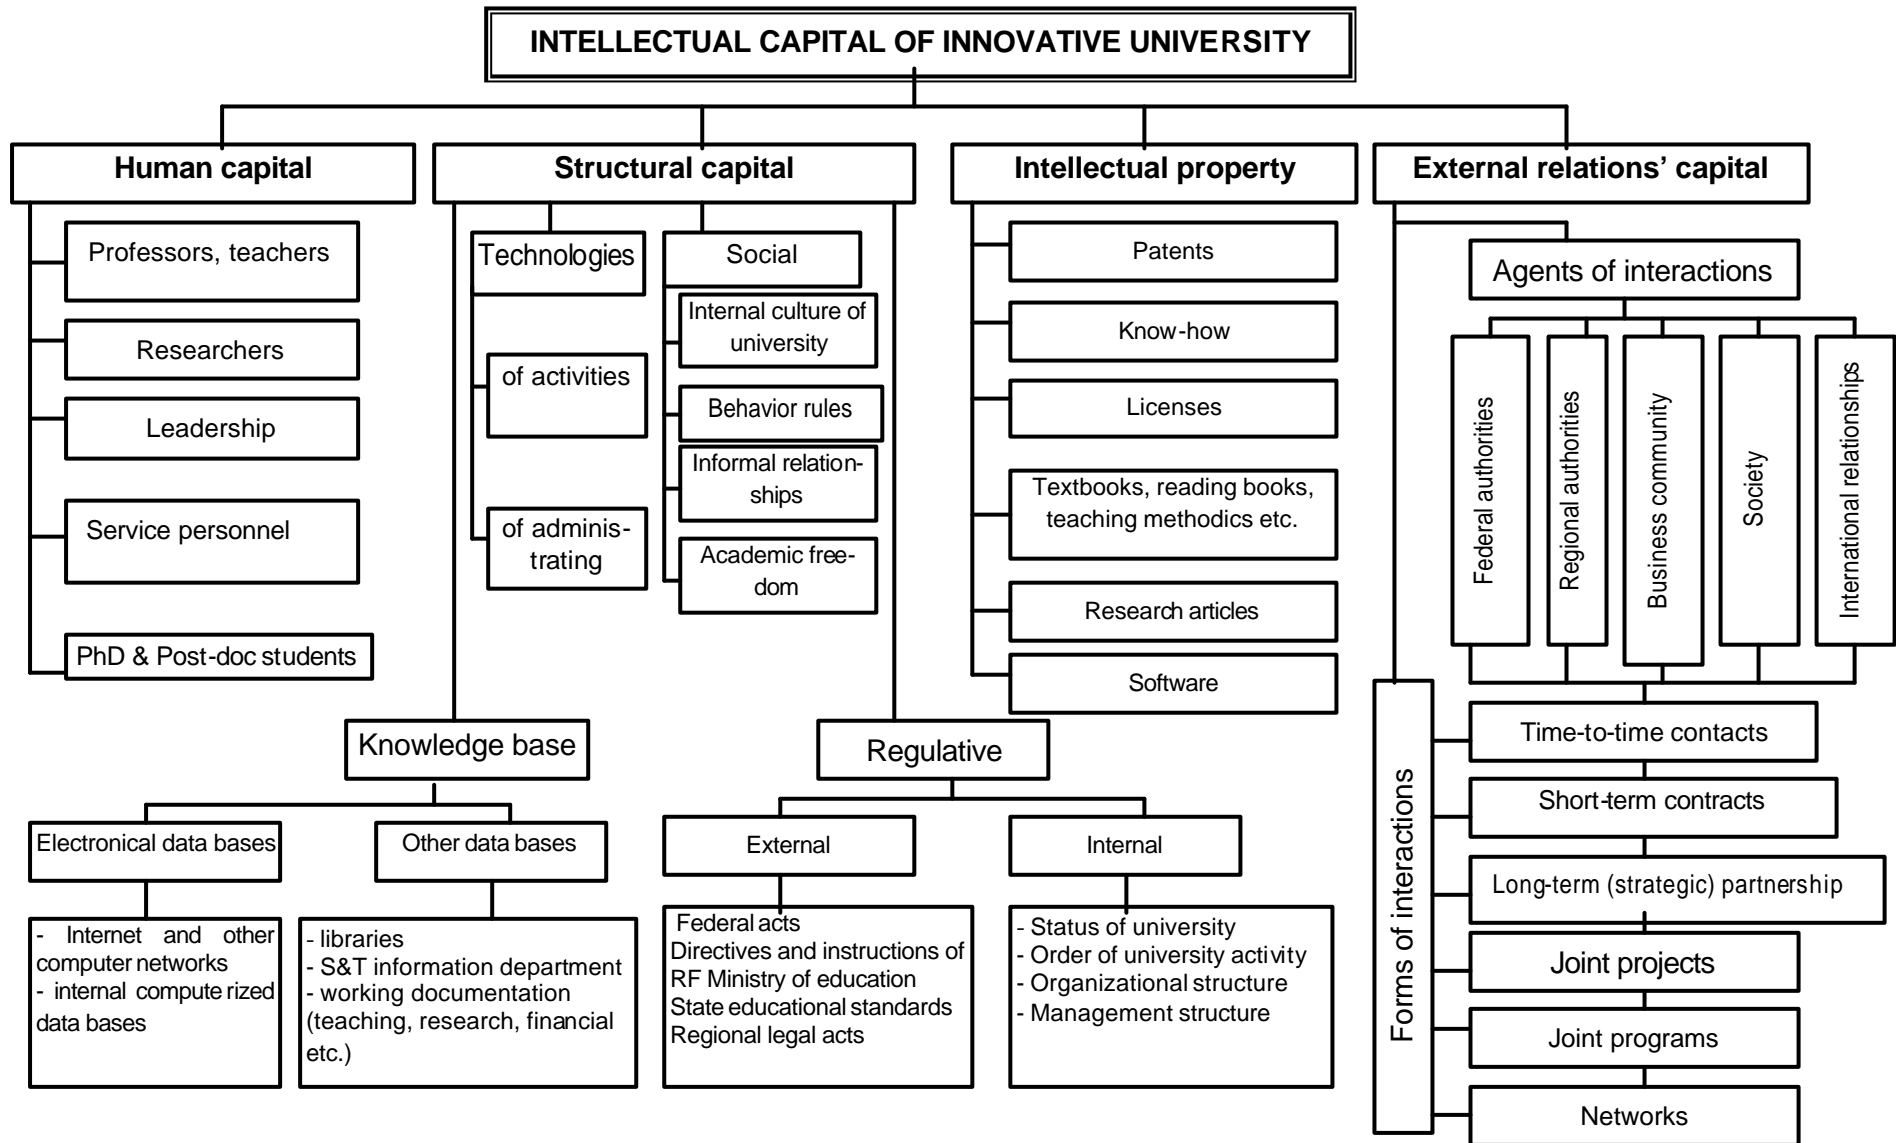 INTELLECTUAL CAPITAL OF INNOVATIVE UNIVERSITY
Human capital
Professors, teachers
Researchers
Leadership
Service personnel
PhD & Post-doc students
Structural capital
Technologies
of activities
of adminis-
trating
Social
Internal culture of
university
Behavior rules
Informal relation-
ships
Academic free-
dom
Knowledge base
Electronical data bases
- Internet and other
computer networks
- internal compute rized
data bases
Other data bases
- libraries
- S&T information department
- working documentation
(teaching, research, financial
etc.)
Regulative
External
Federal acts
Directives and instructions of
RF Ministry of education
State educational standards
Regional legal acts
Internal
- Status of university
- Order of university activity
- Organizational structure
- Management structure
Intellectual property
Patents
Know-how
Licenses
Textbooks, reading books,
teaching methodics etc.
Research articles
Software
External relations’ capital
Agents of interactions
Federal authorities
Regional authorities
Business community
Society
International relationships
Forms of interactions
Time-to-time contacts
Short-term contracts
Long-term (strategic) partnership
Joint projects
Joint programs
Networks